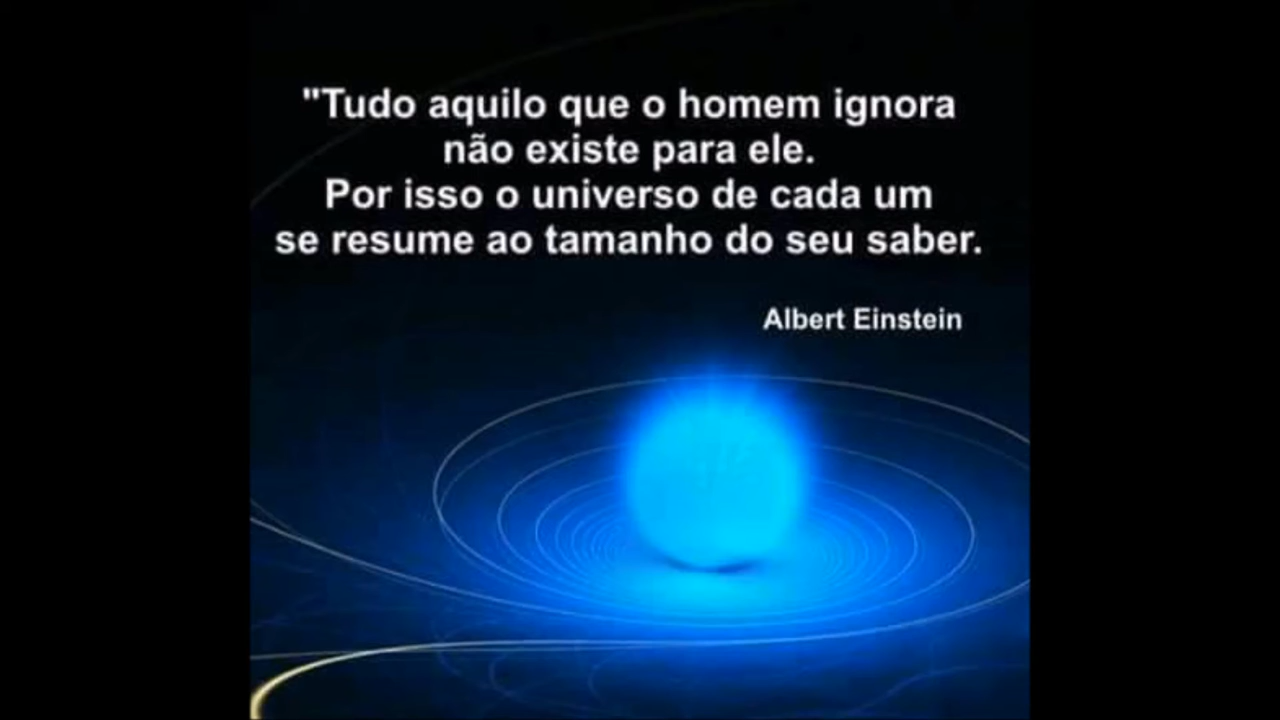 "Tudo aquilo que o homem ignora
não existe para ele.
Por isso o universo de cada um
se resume ao tamanho do seu saber.
Albert Einstein